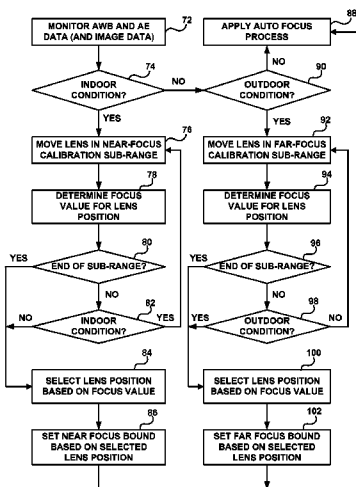 MONITOR AWB AND AE
DATA (AND IMAGE DATA)
72
APPLY AUTO FOCUS
PROCESS
88
INDOOR
CONDITION?
74
NO
NO
OUTDOOR
CONDITION?
90
YES
YES
MOVE LENS IN NEAR-FOCUS
CALIBRATION SUB-RANGE
76
MOVE LENS IN FAR-FOCUS
CALIBRATION SUB-RANGE
92
DETERMINE FOCUS
VALUE FOR LENS
POSITION
78
DETERMINE FOCUS
VALUE FOR LENS
POSITION
94
YES
END OF SUB-RANGE?
80
YES
END OF SUB-RANGE?
96
NO
NO
NO
INDOOR
CONDITION?
82
YES
YES
OUTDOOR
CONDITION?
98
NO
SELECT LENS POSITION
BASED ON FOCUS VALUE
84
SELECT LENS POSITION
BASED ON FOCUS VALUE
100
SET NEAR FOCUS BOUND
BASED ON SELECTED
LENS POSITION
86
SET FAR FOCUS BOUND
BASED ON SELECTED
LENS POSITION
102